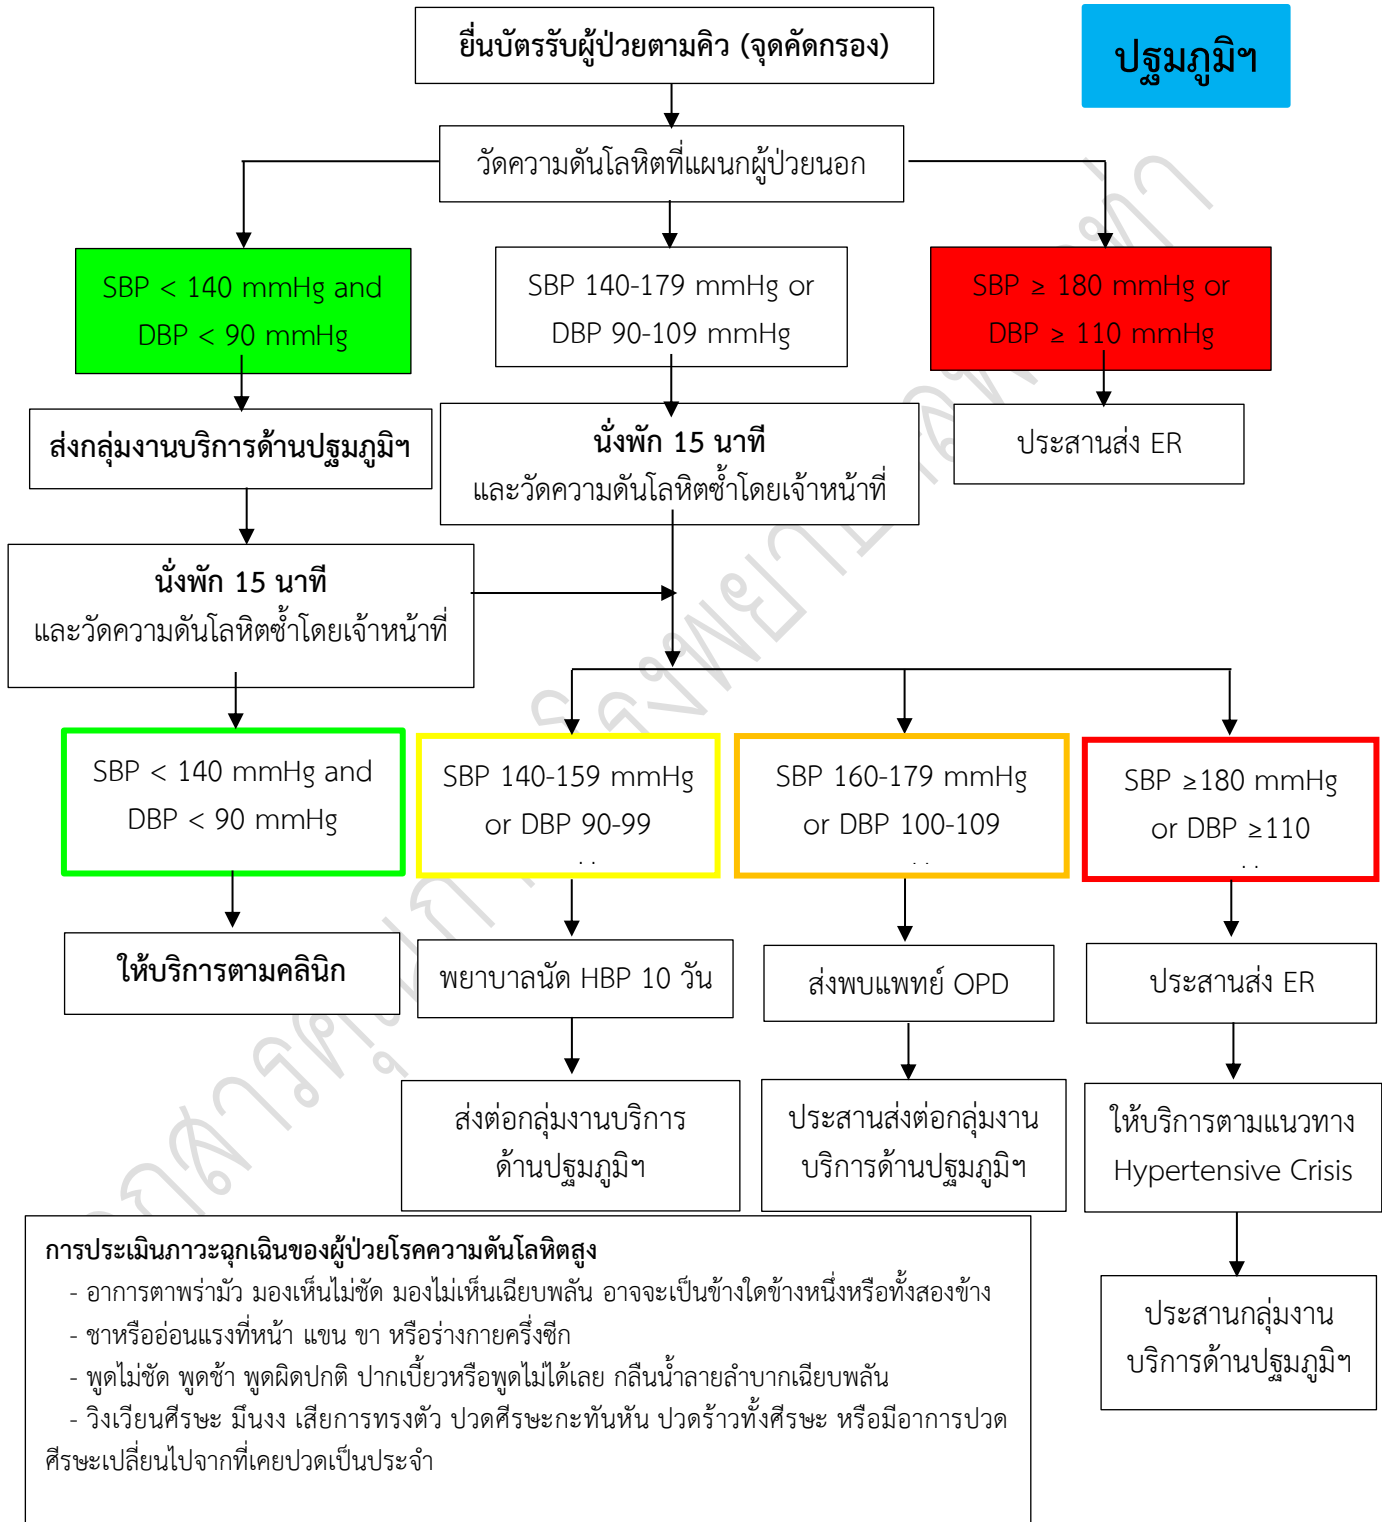 ยื่นบัตรรับผู้ป่วยตามคิว (จุดคัดกรอง)
ปฐมภูมิฯ
วัดความดันโลหิตที่แผนกผู้ป่วยนอก
SBP < 140 mmHg and
DBP < 90 mmHg
SBP 140-179 mmHg or
DBP 90-109 mmHg
SBP ≥ 180 mmHg or
DBP ≥ 110 mmHg
ส่งกลุ่มงานบริการด้านปฐมภูมิฯ
นั่งพัก 15 นาที
และวัดความดันโลหิตซ้ำโดยเจ้าหน้าที่
ประสานส่ง ER
นั่งพัก 15 นาที
และวัดความดันโลหิตซ้ำโดยเจ้าหน้าที่
SBP < 140 mmHg and
DBP < 90 mmHg
SBP 140-159 mmHg
or DBP 90-99
SBP 160-179 mmHg
or DBP 100-109
SBP ≥180 mmHg
or DBP ≥110
ให้บริการตามคลินิก
พยาบาลนัด HBP 10 วัน
ส่งพบแพทย์ OPD
ประสานส่ง ER
ส่งต่อกลุ่มงานบริการ
ด้านปฐมภูมิฯ
ประสานส่งต่อกลุ่มงาน
บริการด้านปฐมภูมิฯ
ให้บริการตามแนวทาง
Hypertensive Crisis
ประสานกลุ่มงาน
บริการด้านปฐมภูมิฯ
การประเมินภาวะฉุกเฉินของผู้ป่วยโรคความดันโลหิตสูง
- อาการตาพร่ามัว มองเห็นไม่ชัด มองไม่เห็นเฉียบพลัน อาจจะเป็นข้างใดข้างหนึ่งหรือทั้งสองข้าง
- ชาหรืออ่อนแรงที่หน้า แขน ขา หรือร่างกายครึ่งซีก
- พูดไม่ชัด พูดช้า พูดผิดปกติ ปากเบี้ยวหรือพูดไม่ได้เลย กลืนน้ำลายลำบากเฉียบพลัน
- วิงเวียนศีรษะ มึนงง เสียการทรงตัว ปวดศีรษะกะทันหัน ปวดร้าวทั้งศีรษะ หรือมีอาการปวด
ศีรษะเปลี่ยนไปจากที่เคยปวดเป็นประจำ